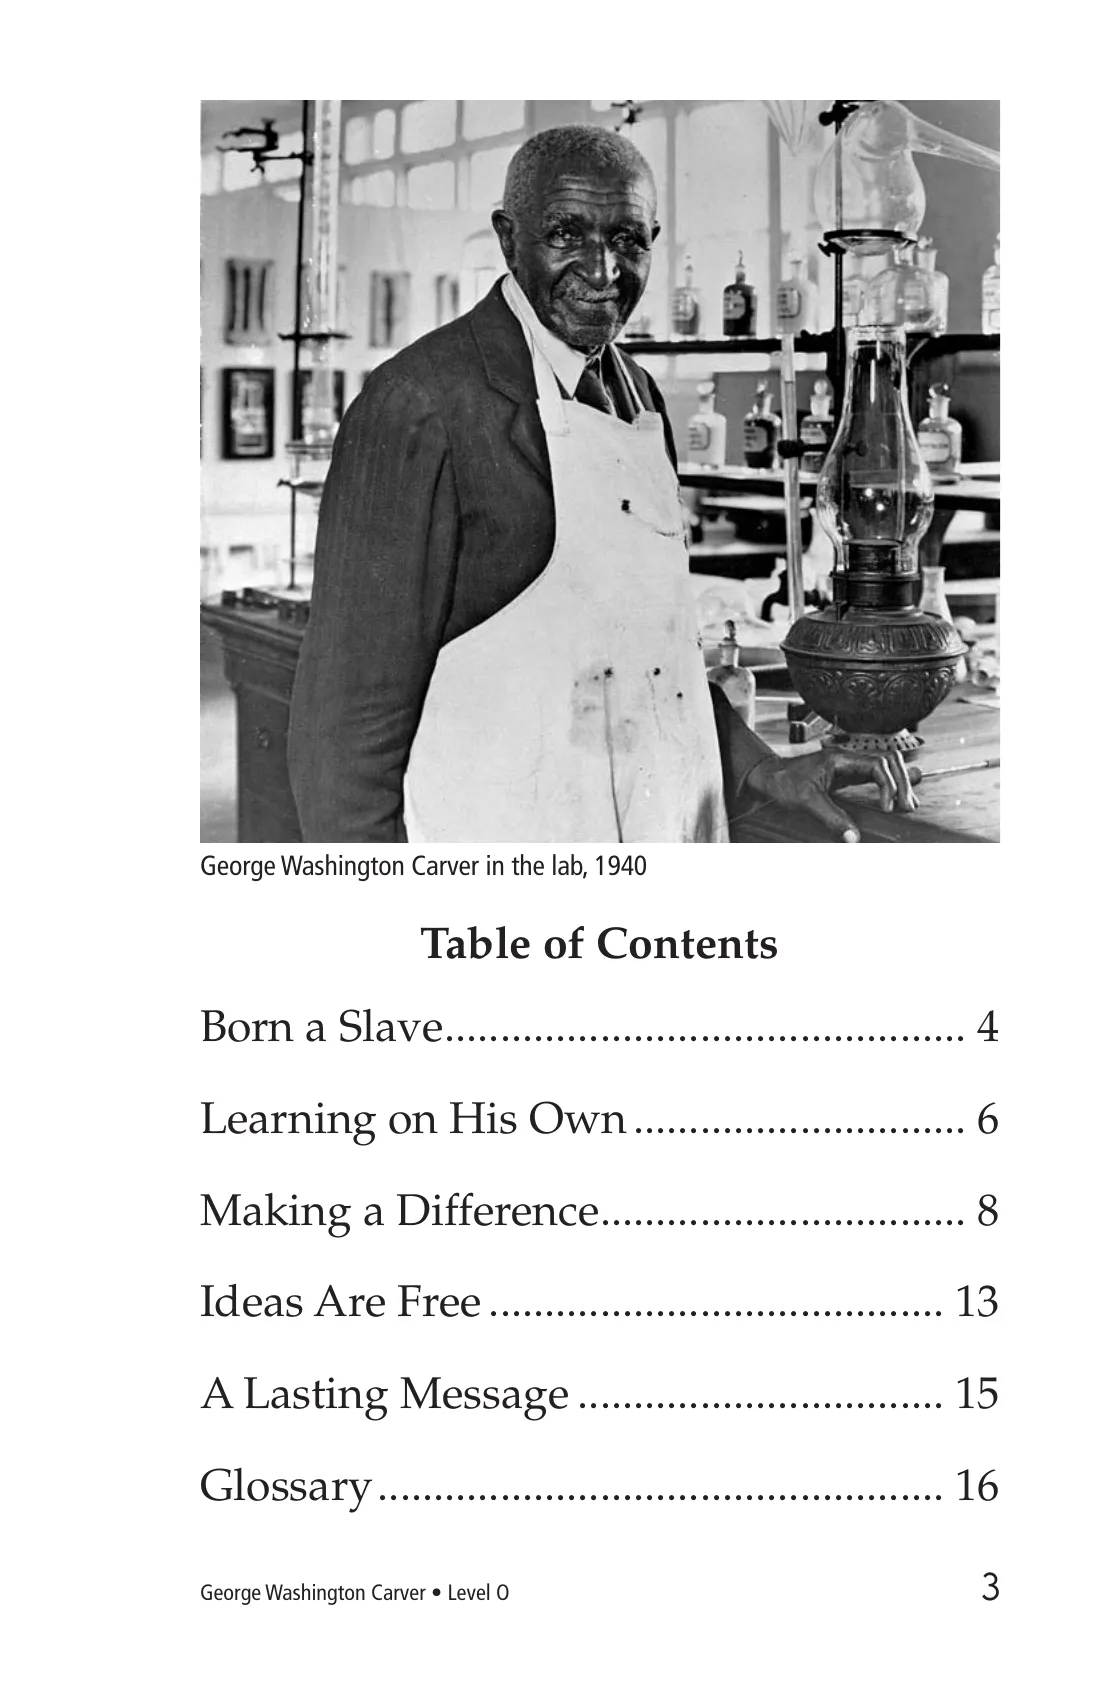 George Washington Carver in the lab, 1940
Table of Contents
Born a Slave............................................... 4
Learning on His Own.............................. 6
Making a Difference................................. 8
Ideas Are Free......................................... 13
A Lasting Message................................. 15
Glossary................................................... 16
George Washington Carver • Level O
3